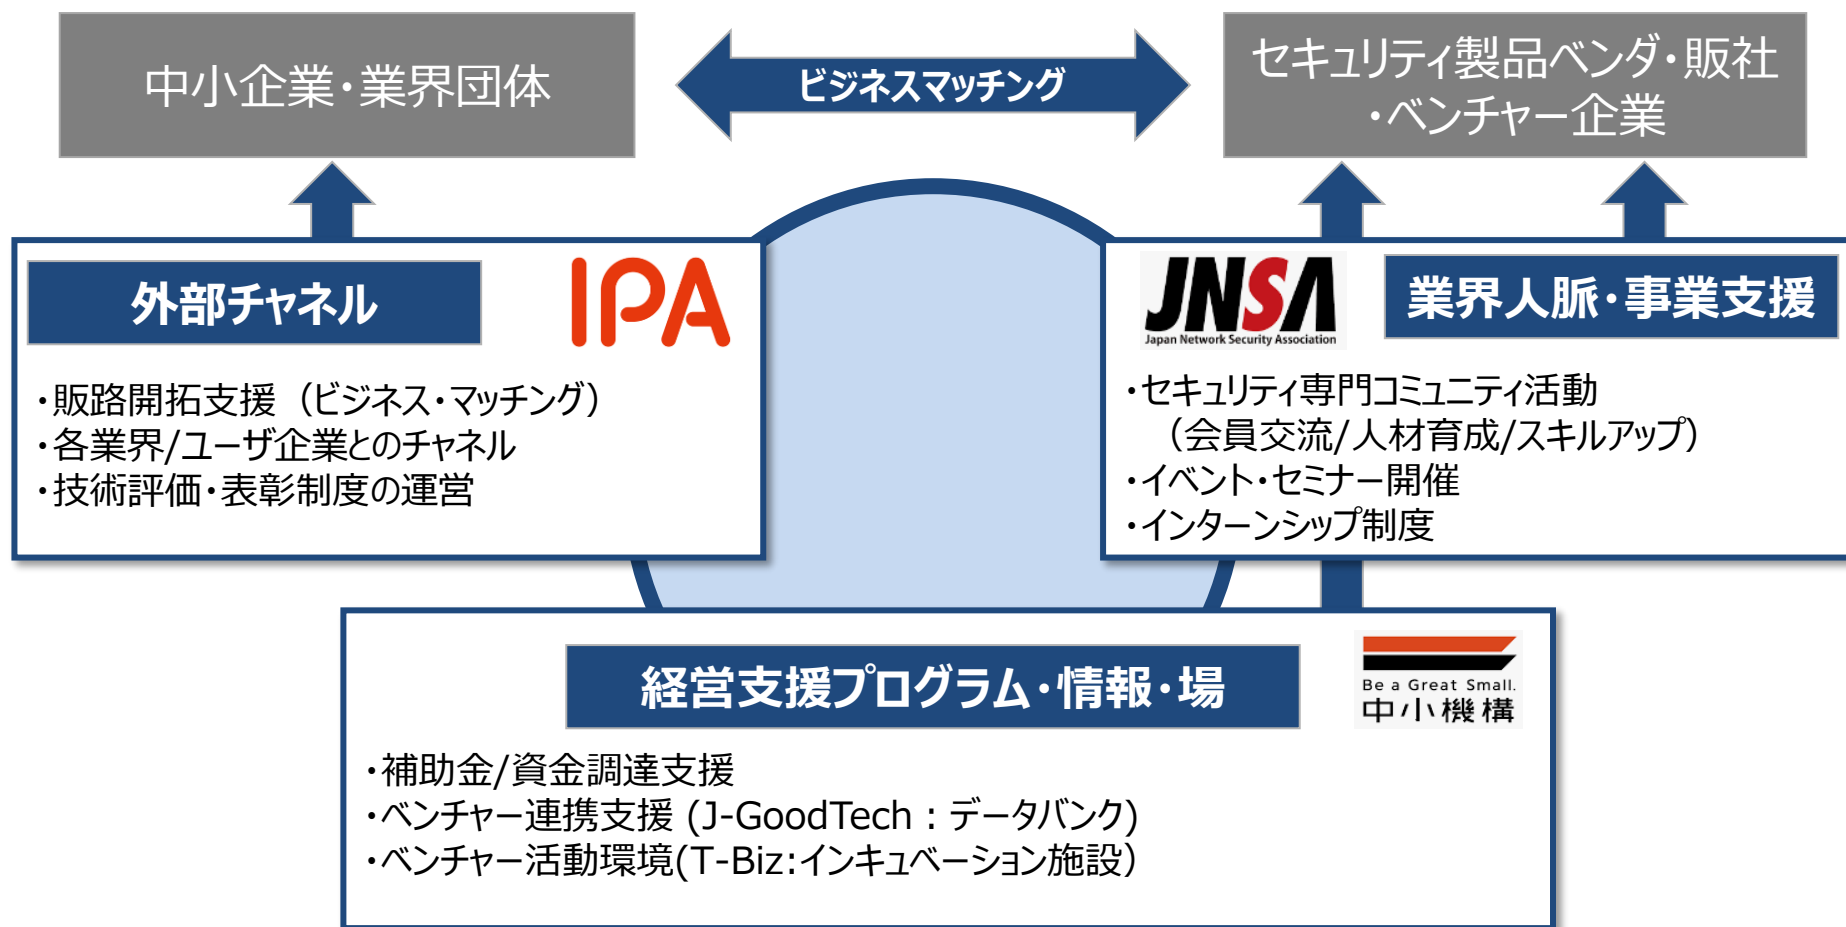 中小企業・業界団体
ビジネスマッチング
セキュリティ製品ベンダ・販社
・ベンチャー企業
外部チャネル
IPA
・販路開拓支援（ビジネス・マッチング）
・各業界/ユーザ企業とのチャネル
・技術評価・表彰制度の運営
JNSA
Japan Network Security Association
業界人脈・事業支援
・セキュリティ専門コミュニティ活動
（会員交流/人材育成/スキルアップ）
・イベント・セミナー開催
・インターンシップ制度
経営支援プログラム・情報・場
Be a Great Small.
中小機構
・補助金/資金調達支援
・ベンチャー連携支援 (J-GoodTech：データバンク)
・ベンチャー活動環境(T-Biz:インキュベーション施設）